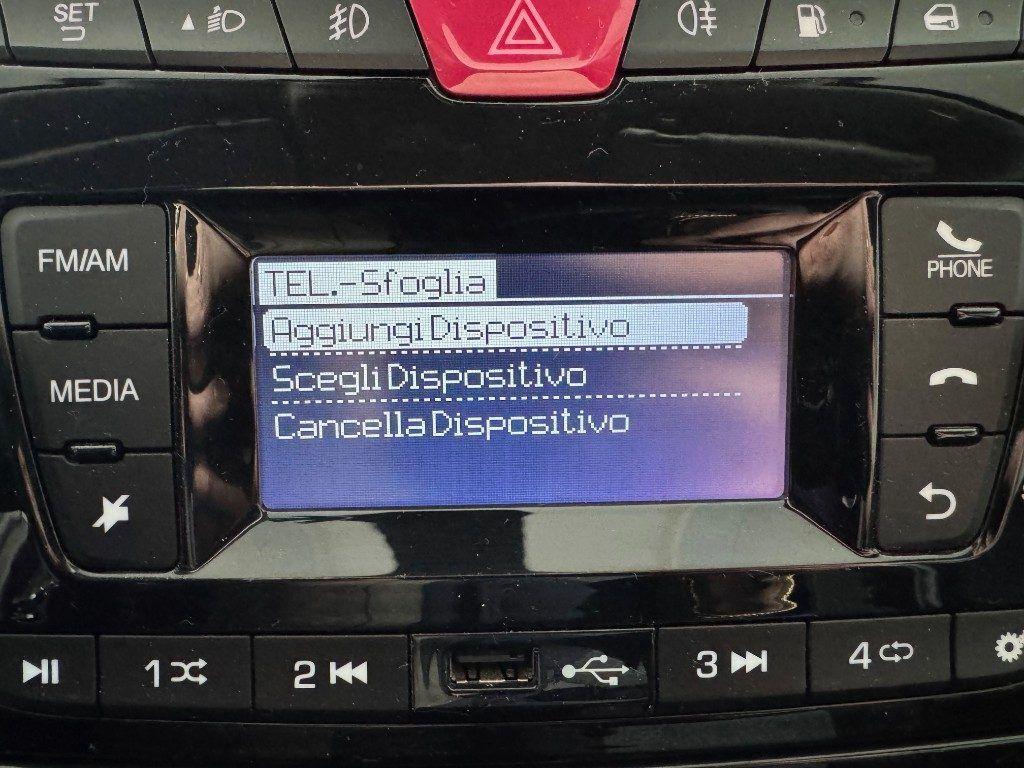 SET
FM/AM
MEDIA
TEL.-Sfoglia
Aggiungi Dispositivo
Scegli Dispositivo
Cancella Dispositivo
PHONE
1
2
3
4